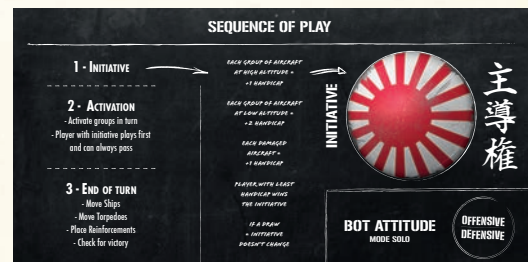 SEQUENCE OF PLAY
1 - INITIATIVE
2 - ACTIVATION
- Activate groups in turn
- Player with initiative plays first
and can always pass
3 - END OF TURN
- Move Ships
- Move Torpedoes
- Place Reinforcements
- Check for victory
EACH GROUP OF AIRCRAFT
AT HIGH ALTITUDE =
+1 HANDICAP
EACH GROUP OF AIRCRAFT
AT LOW ALTITUDE =
+2 HANDICAP
EACH DAMAGED
AIRCRAFT =
+1 HANDICAP
PLAYER WITH LEAST
HANDICAP WINS
THE INITIATIVE
IF A DRAW
= INITIATIVE
DOESN'T CHANGE
INITIATIVE
主導権
BOT ATTITUDE
MODE SOLO
OFFENSIVE
DEFENSIVE